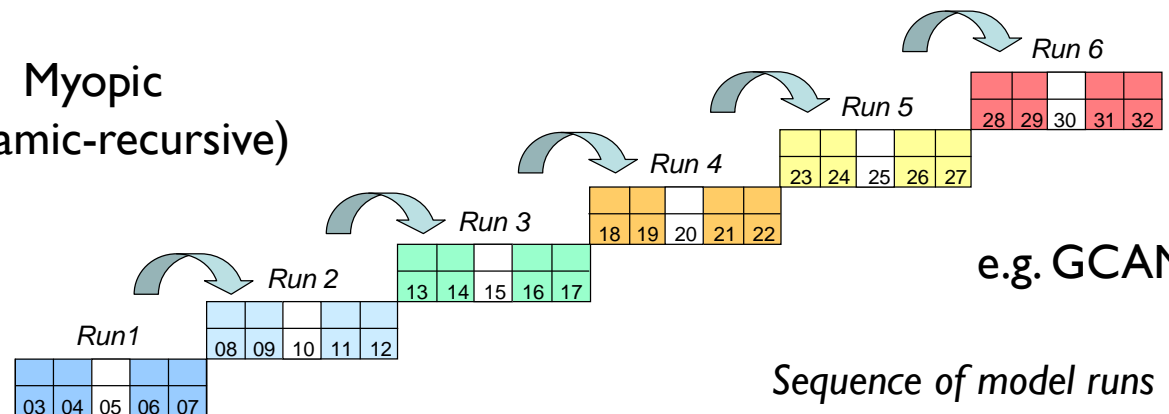 Run 6
Myopic
amic-recursive)
Run 5
28 29 30 31 32
Run 4
23 24 25 26 27
Run 3
18 19 20 21 22
e.g. GCAN
Run 2
13 14 15 16 17
Run1
08 09 10 11 12
Sequence of model runs
03 04 05 06 07